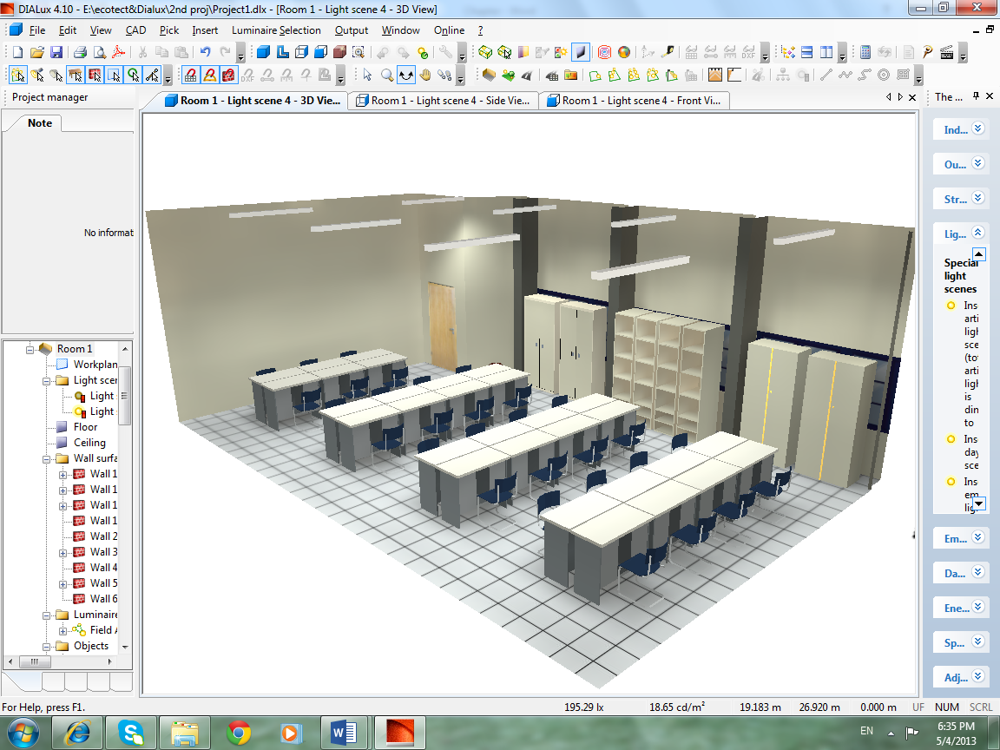 DIALux 4.10 - E:\ecotect&Dialux\2nd proj\Project1.dlx - [Room 1 - Light scene 4 - 3D View]
File Edit View CAD Pick Insert Luminaire Selection Output Window Online ?
Project manager
Room 1 - Light scene 4 - 3D Vie...
Room 1 - Light scene 4 - Side Vie...
Room 1 - Light scene 4 - Front Vi...
The ...
Note
No informat
Room 1
Workplan
Light scer
Light
Light
Floor
Ceiling
Wall surfa
Wall 1
Wall 1
Wall 1
Wall 1
Wall 2
Wall 3
Wall 4
Wall 5
Wall 6
Luminaire
Field A
Objects
Ind...
Ou...
Str...
Lig...
Special
light
scenes
Ins
arti
ligh
sce
(to
arti
ligh
is
din
to
Ins
day
sce
Ins
em
lig
Em...
Da...
Ene...
Sp...
Adj...
For Help, press F1.
195.29 lx 18.65 cd/m² 19.183 m 26.920 m 0.000 m UF NUM SCRL
EN
6:35 PM
5/4/2013